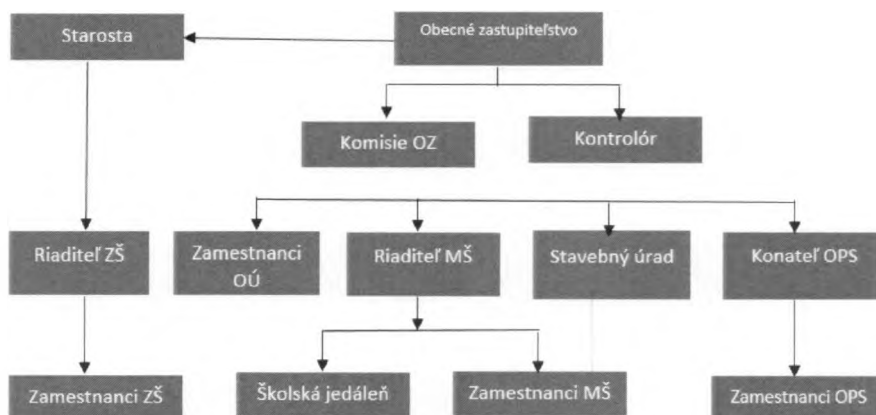 Starosta
Obecné zastupiteľstvo
Komisie OZ
Kontrolór
Riaditeľ ZŠ
Zamestnanci
OÚ
Riaditeľ MŠ
Stavebný úrad
Konateľ OPS
Zamestnanci ZŠ
Školská jedáleň
Zamestnanci MŠ
Zamestnanci OPS